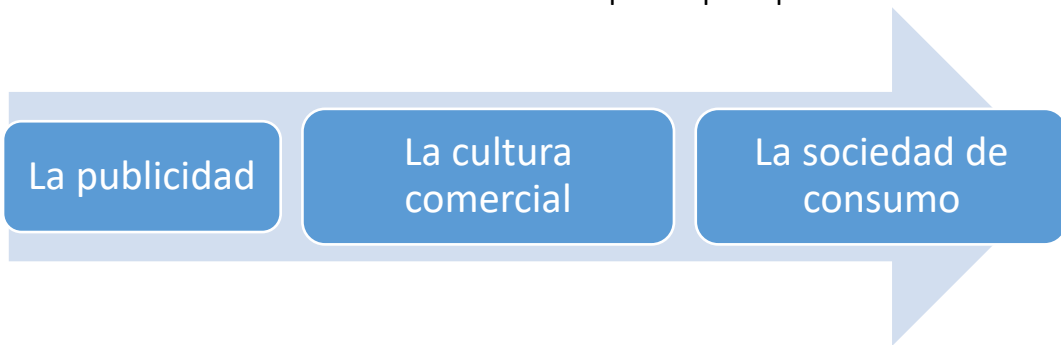 La publicidad
La cultura
comercial
La sociedad de
consumo